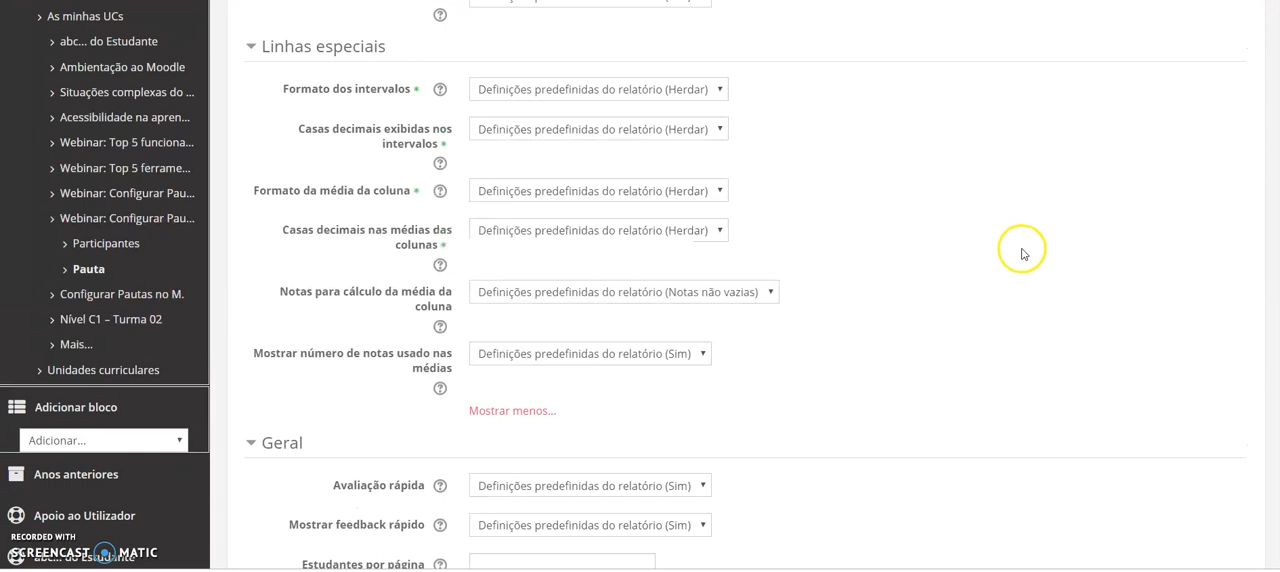 As minhas UCs
abc... do Estudante
Ambientação ao Moodle
Situações complexas do ...
Acessibilidade na apren...
Webinar: Top 5 funciona...
Webinar: Top 5 ferrame...
Webinar: Configurar Pau...
Webinar: Configurar Pau...
Participantes
Pauta
Configurar Pautas no M.
Nível C1 – Turma 02
Mais...
Unidades curriculares
Adicionar bloco
Adicionar...
Anos anteriores
Apoio ao Utilizador
RECORDED WITH
SCREENCAST MATIC
Linhas especiais
Formato dos intervalos
Definições predefinidas do relatório (Herdar)
Casas decimais exibidas nos
intervalos
Definições predefinidas do relatório (Herdar)
Formato da média da coluna
Definições predefinidas do relatório (Herdar)
Casas decimais nas médias das
colunas
Definições predefinidas do relatório (Herdar)
Notas para cálculo da média da
coluna
Definições predefinidas do relatório (Notas não vazias)
Mostrar número de notas usado nas
médias
Definições predefinidas do relatório (Sim)
Mostrar menos...
Geral
Avaliação rápida
Definições predefinidas do relatório (Sim)
Mostrar feedback rápido
Definições predefinidas do relatório (Sim)
Estudantes por página